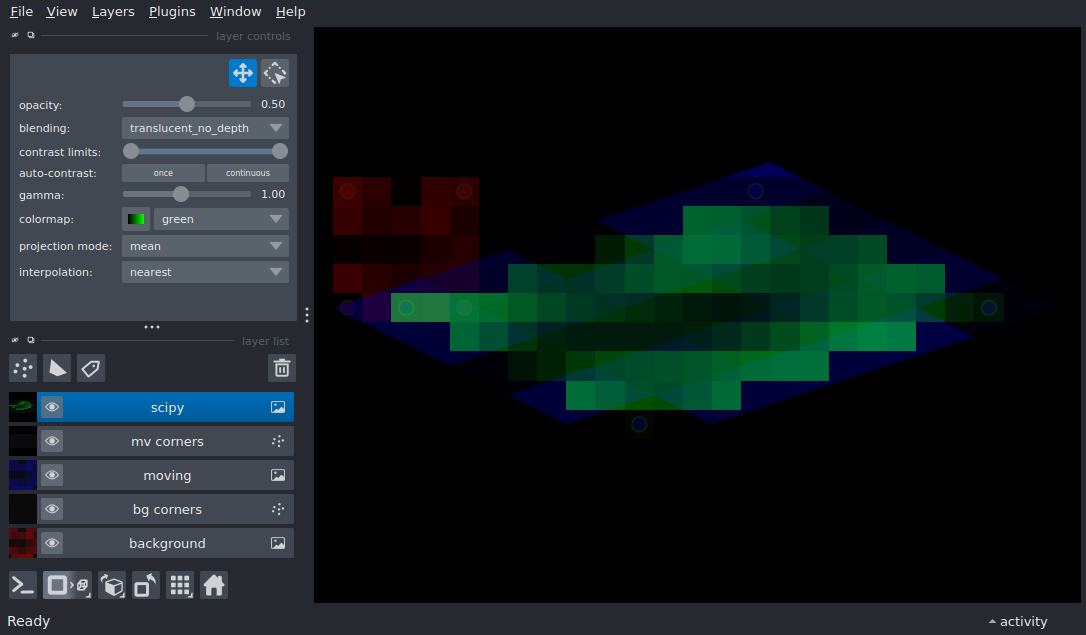 File View Layers Plugins Window Help
layer controls
opacity: 0.50
blending: translucent_no_depth
contrast limits:
auto-contrast: once continuous
gamma: 1.00
colormap: green
projection mode: mean
interpolation: nearest
layer list
scipy
mv corners
moving
bg corners
background
Ready activity